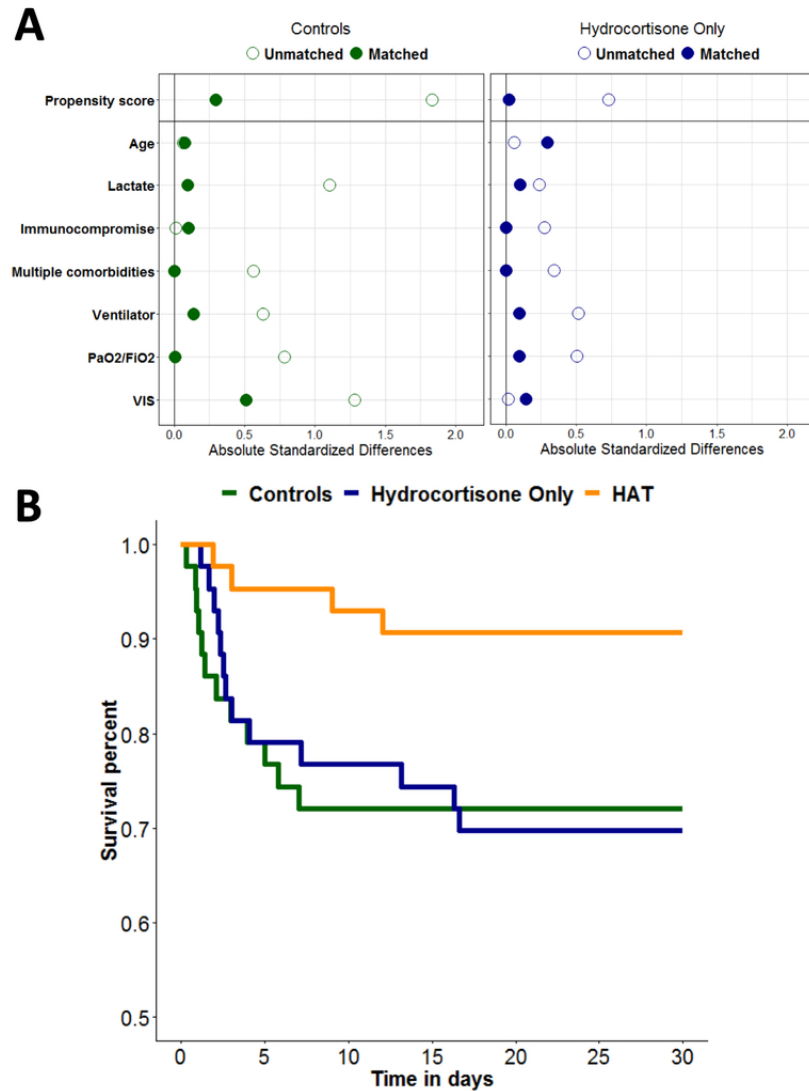 A
Controls
Hydrocortisone Only
Unmatched Matched
Unmatched Matched
Propensity score
Age
Lactate
Immunocompromise
Multiple comorbidities
Ventilator
PaO2/FiO2
VIS
0.0 0.5 1.0 1.5 2.0
0.0 0.5 1.0 1.5 2.0
Absolute Standardized Differences
Absolute Standardized Differences
B
Controls Hydrocortisone Only HAT
Survival percent
1.0
0.9
0.8
0.7
0.6
0.5
0 5 10 15 20 25 30
Time in days